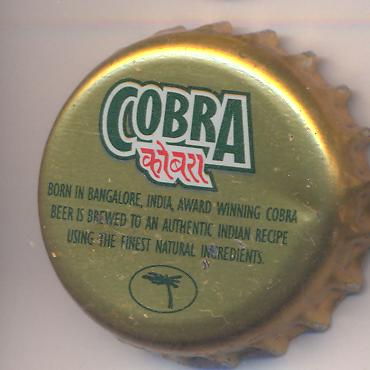 COBRA
कोबरा
BORN IN BANGALORE, INDIA, AWARD WINNING COBRA
BEER IS BREWED TO AN AUTHENTIC INDIAN RECIPE
USING THE FINEST NATURAL INGREDIENTS.